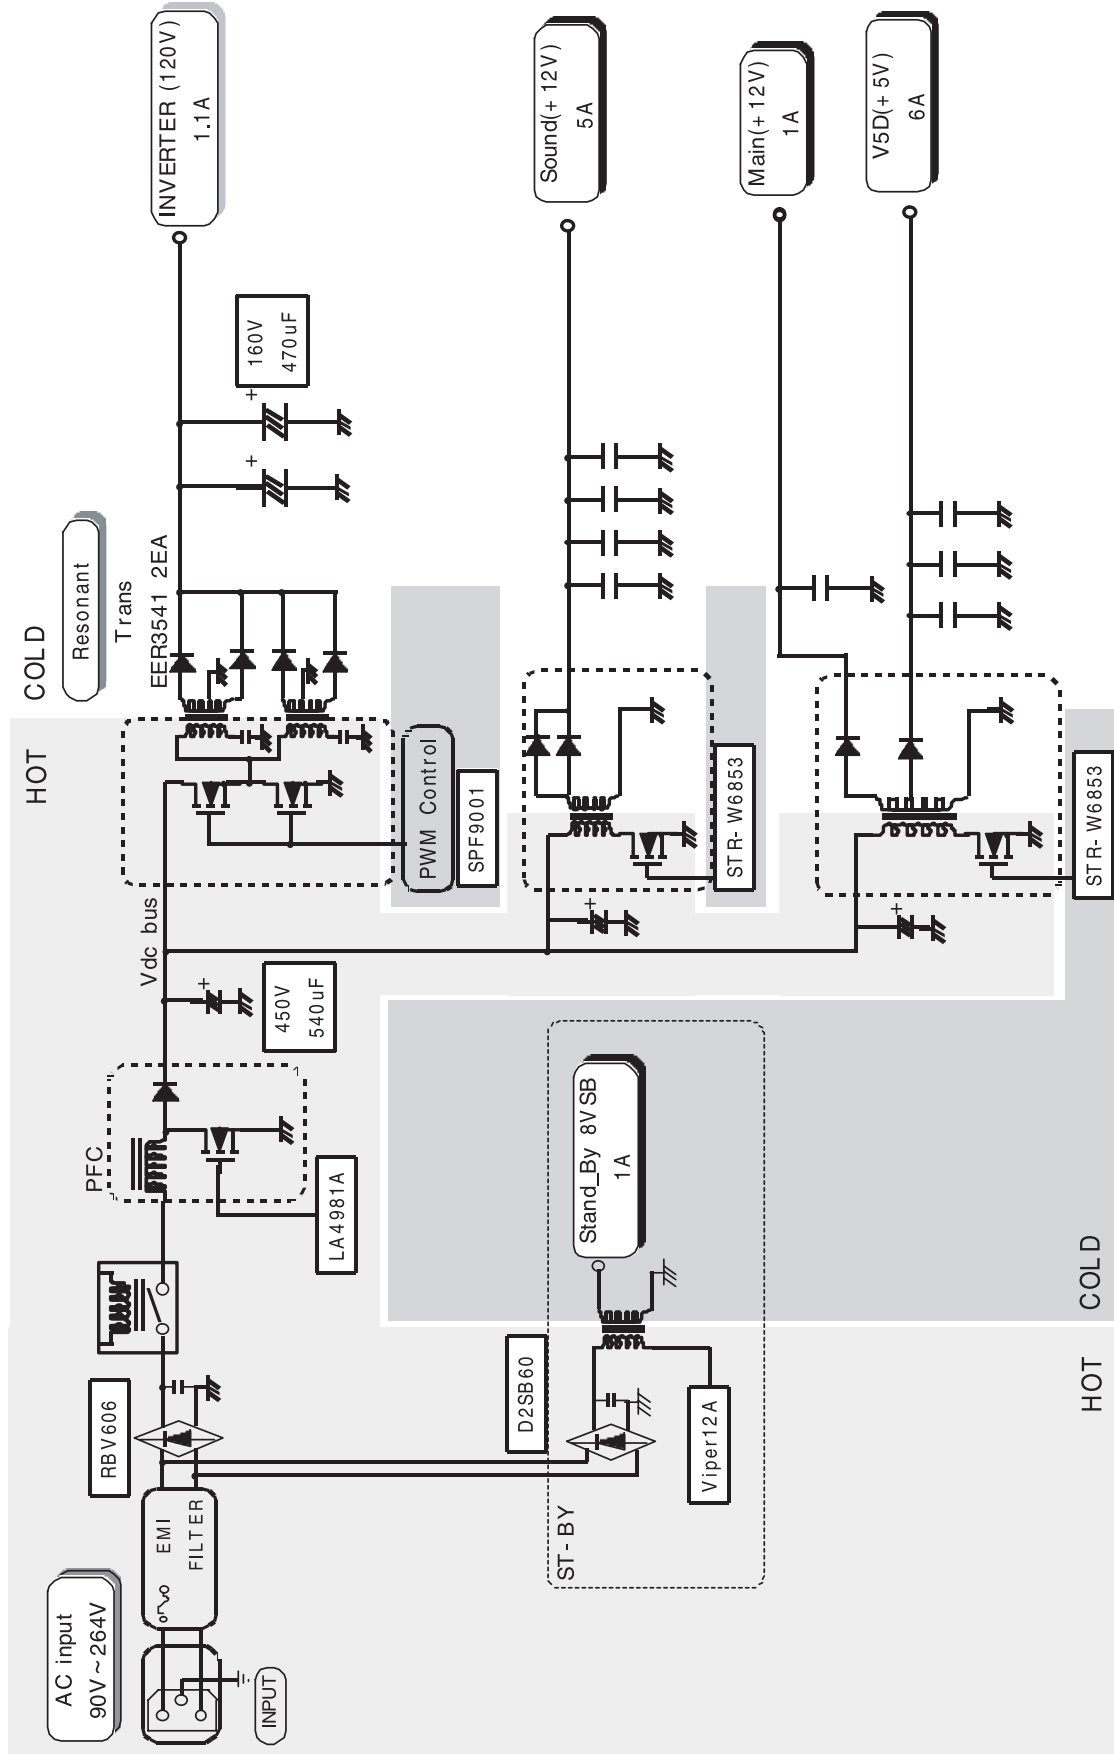 AC input
90V~264V
INPUT
EMI
FILTER
RBV606
PFC
LA4981A
450V
540uF
Vdc bus
HOT
COLD
Resonant
Trans
EER3541 2EA
PWM Control
SPF9001
+
+
+
160V
470uF
INVERTER (120V)
1.1A
+
STR-W6853
Sound(+ 12V)
5A
+
STR-W6853
Main(+ 12V)
1A
V5D(+ 5V)
6A
ST-BY
D2SB60
Viper12A
Stand_By 8VSB
1A
HOT
COLD